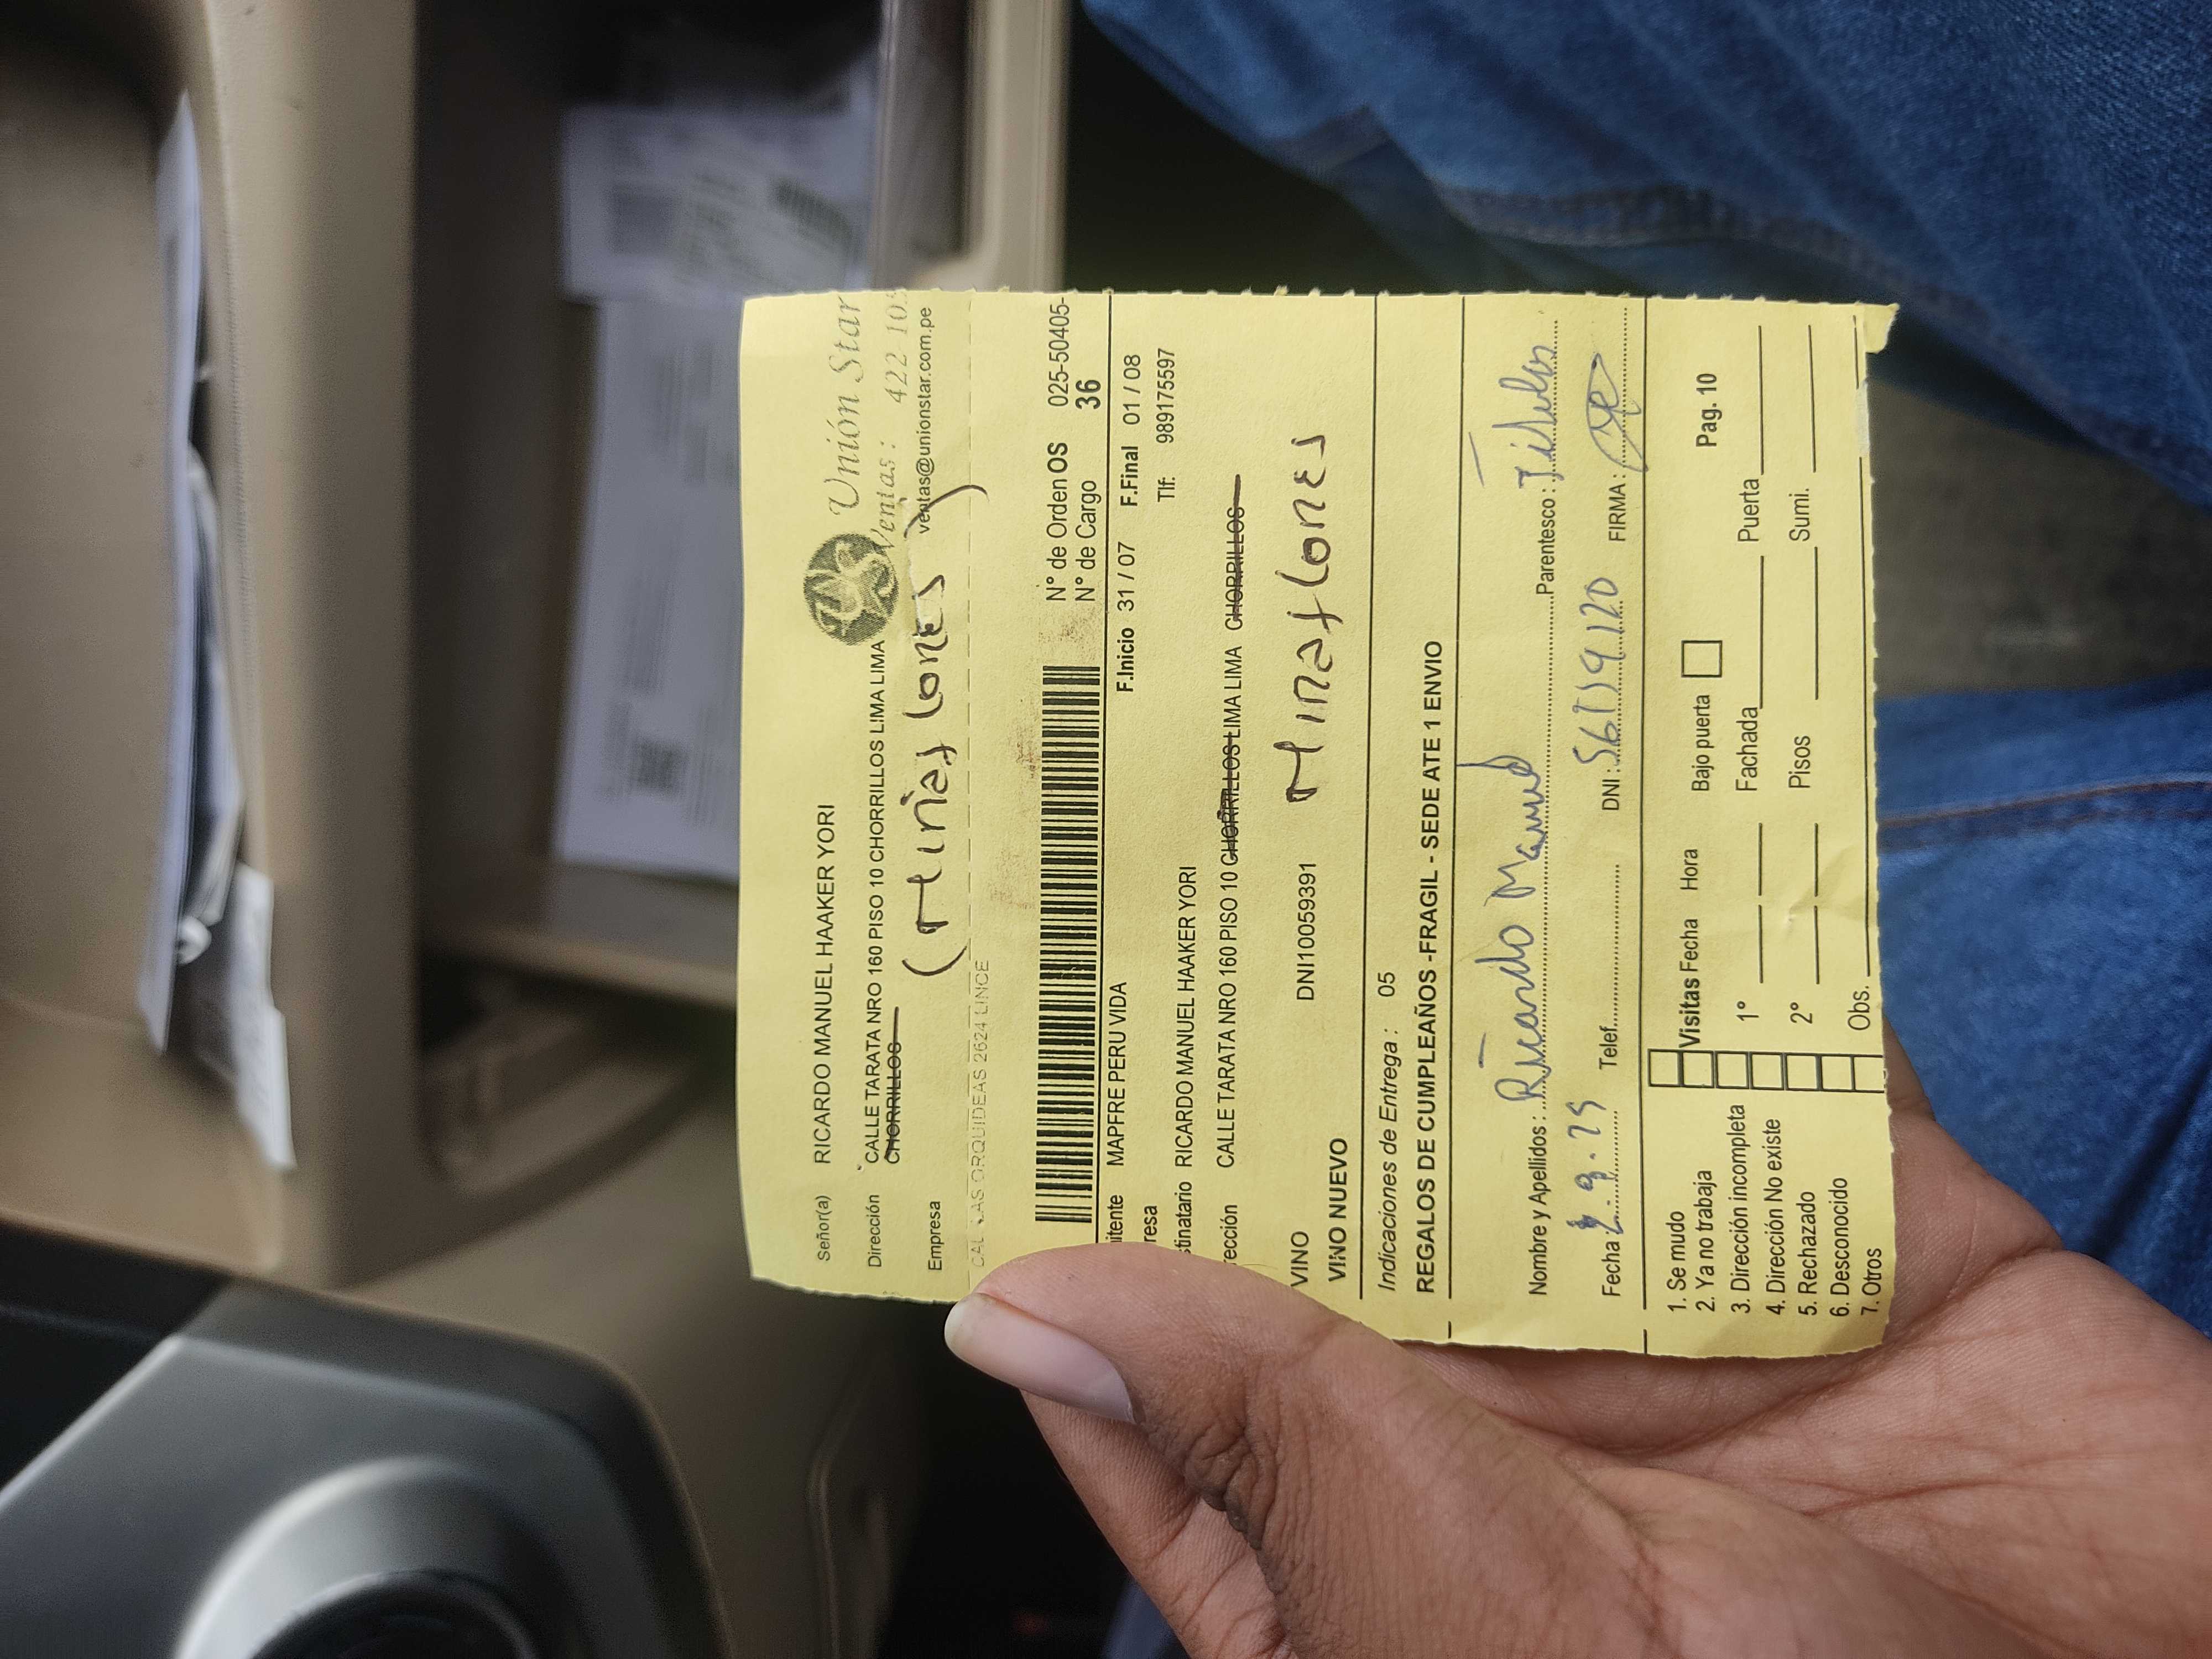 Señor(a) RICARDO MANUEL HAAKER YORI
Unión Star
Dirección CALLE TARATA NRO 160 PISO 10 CHORRILLOS LIMA LIMA
Ventas: 422 10
CHORRILLOS
ventas@unionstar.com.pe
(Miraflores)
Empresa
CAL LAS ORQUIDEAS 2624 LINCE
N° de Orden OS 025-50405-
N° de Cargo 36
itente MAPFRE PERU VIDA
F.Inicio 31 / 07 F.Final 01 / 08
resa
Tlf: 989175597
stinatario RICARDO MANUEL HAAKER YORI
rección CALLE TARATA NRO 160 PISO 10 CHORRILLOS LIMA LIMA CHORRILLOS
VINO DNI10059391 Miraflores
VINO NUEVO
Indicaciones de Entrega : 05
REGALOS DE CUMPLEAÑOS -FRAGIL - SEDE ATE 1 ENVIO
Nombre y Apellidos : Ricardo Manuel Parentesco : Titular
Fecha Telef. DNI : FIRMA :
1. Se mudo
2. Ya no trabaja
3. Dirección incompleta
4. Dirección No existe
5. Rechazado
6. Desconocido
7. Otros
Visitas Fecha Hora Bajo puerta Pag. 10
1° Fachada Puerta
2° Pisos Sumi.
Obs.